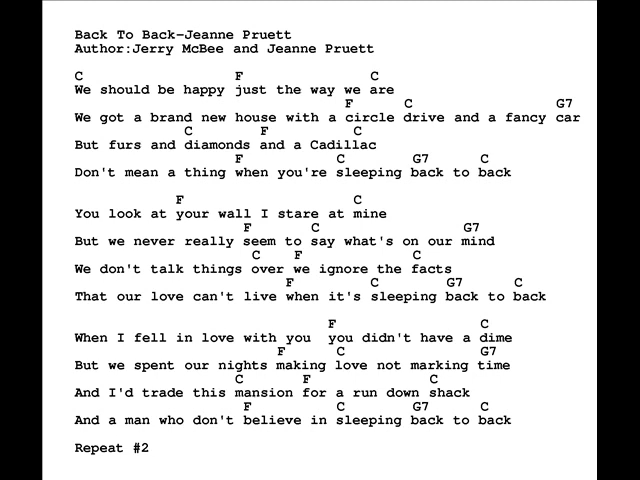 Back To Back-Jeanne Pruett
Author:Jerry McBee and Jeanne Pruett
C F C
We should be happy just the way we are
F C G7
We got a brand new house with a circle drive and a fancy car
C F C
But furs and diamonds and a Cadillac
F C G7 C
Don't mean a thing when you're sleeping back to back
F C
You look at your wall I stare at mine
F C G7
But we never really seem to say what's on our mind
C F C
We don't talk things over we ignore the facts
F C G7 C
That our love can't live when it's sleeping back to back
F C
When I fell in love with you you didn't have a dime
F C G7
But we spent our nights making love not marking time
C F C
And I'd trade this mansion for a run down shack
F C G7 C
And a man who don't believe in sleeping back to back
Repeat #2